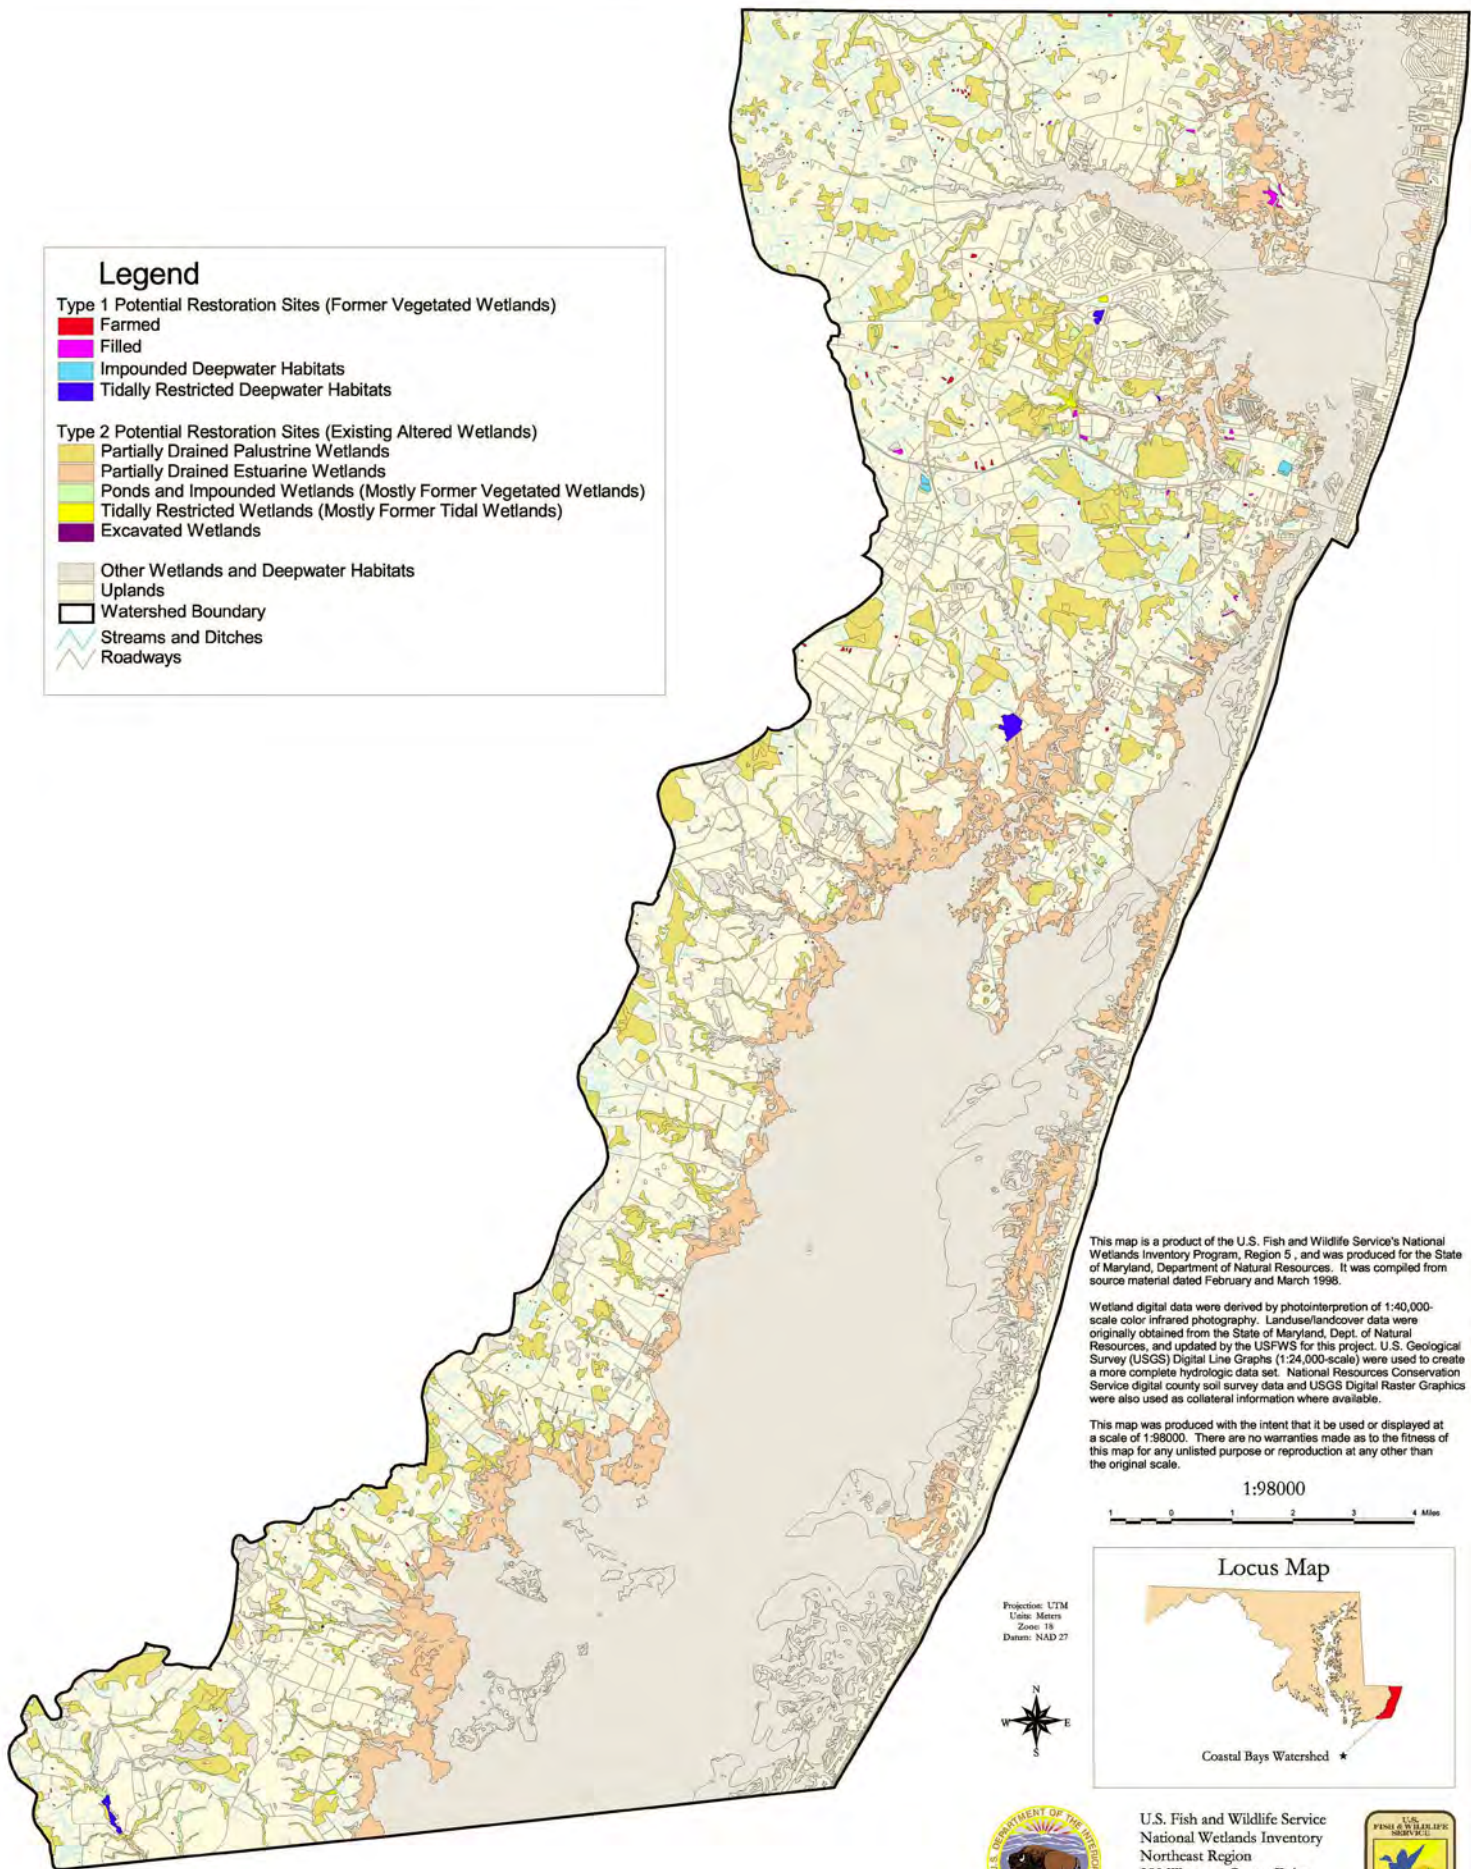 Legend
Type 1 Potential Restoration Sites (Former Vegetated Wetlands)
Farmed
Filled
Impounded Deepwater Habitats
Tidally Restricted Deepwater Habitats
Type 2 Potential Restoration Sites (Existing Altered Wetlands)
Partially Drained Palustrine Wetlands
Partially Drained Estuarine Wetlands
Ponds and Impounded Wetlands (Mostly Former Vegetated Wetlands)
Tidally Restricted Wetlands (Mostly Former Tidal Wetlands)
Excavated Wetlands
Other Wetlands and Deepwater Habitats
Uplands
Watershed Boundary
Streams and Ditches
Roadways
This map is a product of the U.S. Fish and Wildlife Service's National
Wetlands Inventory Program, Region 5 , and was produced for the State
of Maryland, Department of Natural Resources. It was compiled from
source material dated February and March 1998.
Wetland digital data were derived by photointerpretion of 1:40,000-
scale color infrared photography. Landuse/landcover data were
originally obtained from the State of Maryland, Dept. of Natural
Resources, and updated by the USFWS for this project. U.S. Geological
Survey (USGS) Digital Line Graphs (1:24,000-scale) were used to create
a more complete hydrologic data set. National Resources Conservation
Service digital county soil survey data and USGS Digital Raster Graphics
were also used as collateral information where available.
This map was produced with the intent that it be used or displayed at
a scale of 1:98000. There are no warranties made as to the fitness of
this map for any unlisted purpose or reproduction at any other than
the original scale.
1:98000
1 0 1 2 3 4 Miles
Locus Map
Coastal Bays Watershed
Projection: UTM
Units: Meters
Zone: 18
Datum: NAD 27
N
W E
S
U.S. DEPARTMENT OF THE INTERIOR
U.S. Fish and Wildlife Service
National Wetlands Inventory
Northeast Region
U.S.
FISH & WILDLIFE
SERVICE